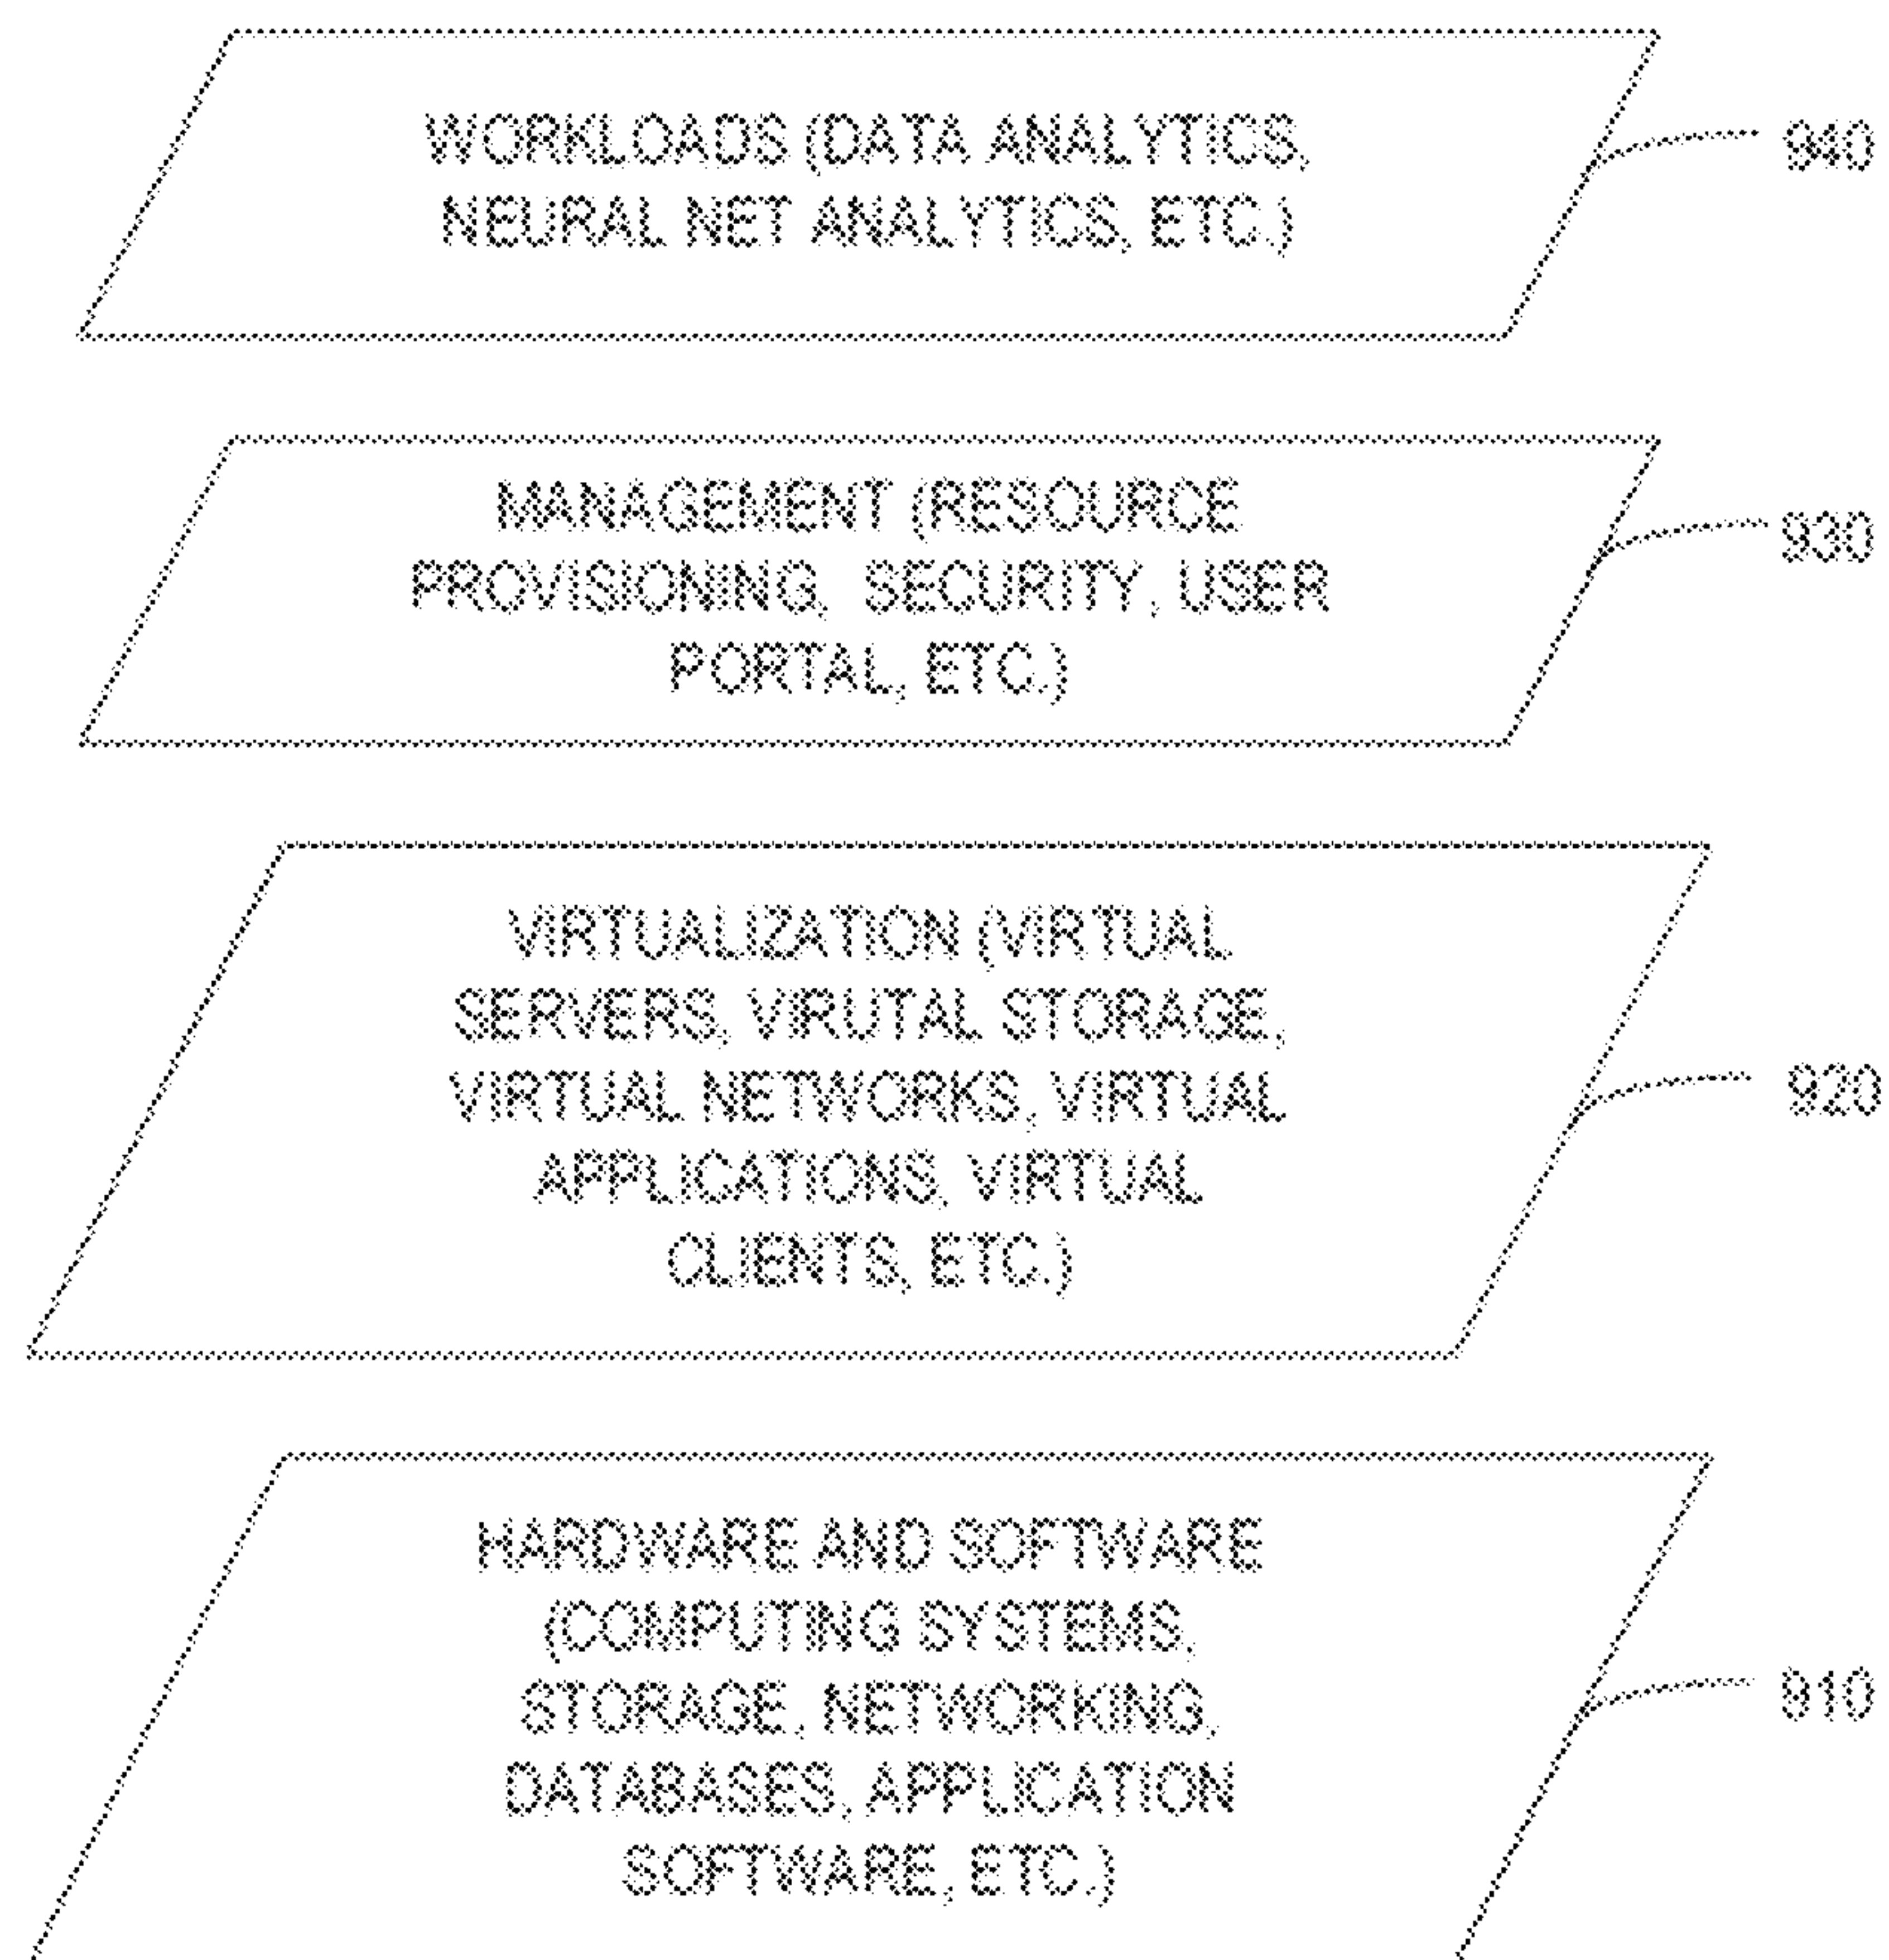 WORKLOADS (DATA ANALYTICS,
NEURAL NET ANALYTICS, ETC.)
940
MANAGEMENT (RESOURCE
PROVISIONING, SECURITY, USER
PORTAL, ETC.)
930
VIRTUALIZATION (VIRTUAL
SERVERS, VIRUTAL STORAGE,
VIRTUAL NETWORKS, VIRTUAL
APPLICATIONS, VIRTUAL
CLIENTS, ETC.)
920
HARDWARE AND SOFTWARE
(COMPUTING SYSTEMS,
STORAGE, NETWORKING,
DATABASES, APPLICATION
SOFTWARE, ETC.)
910